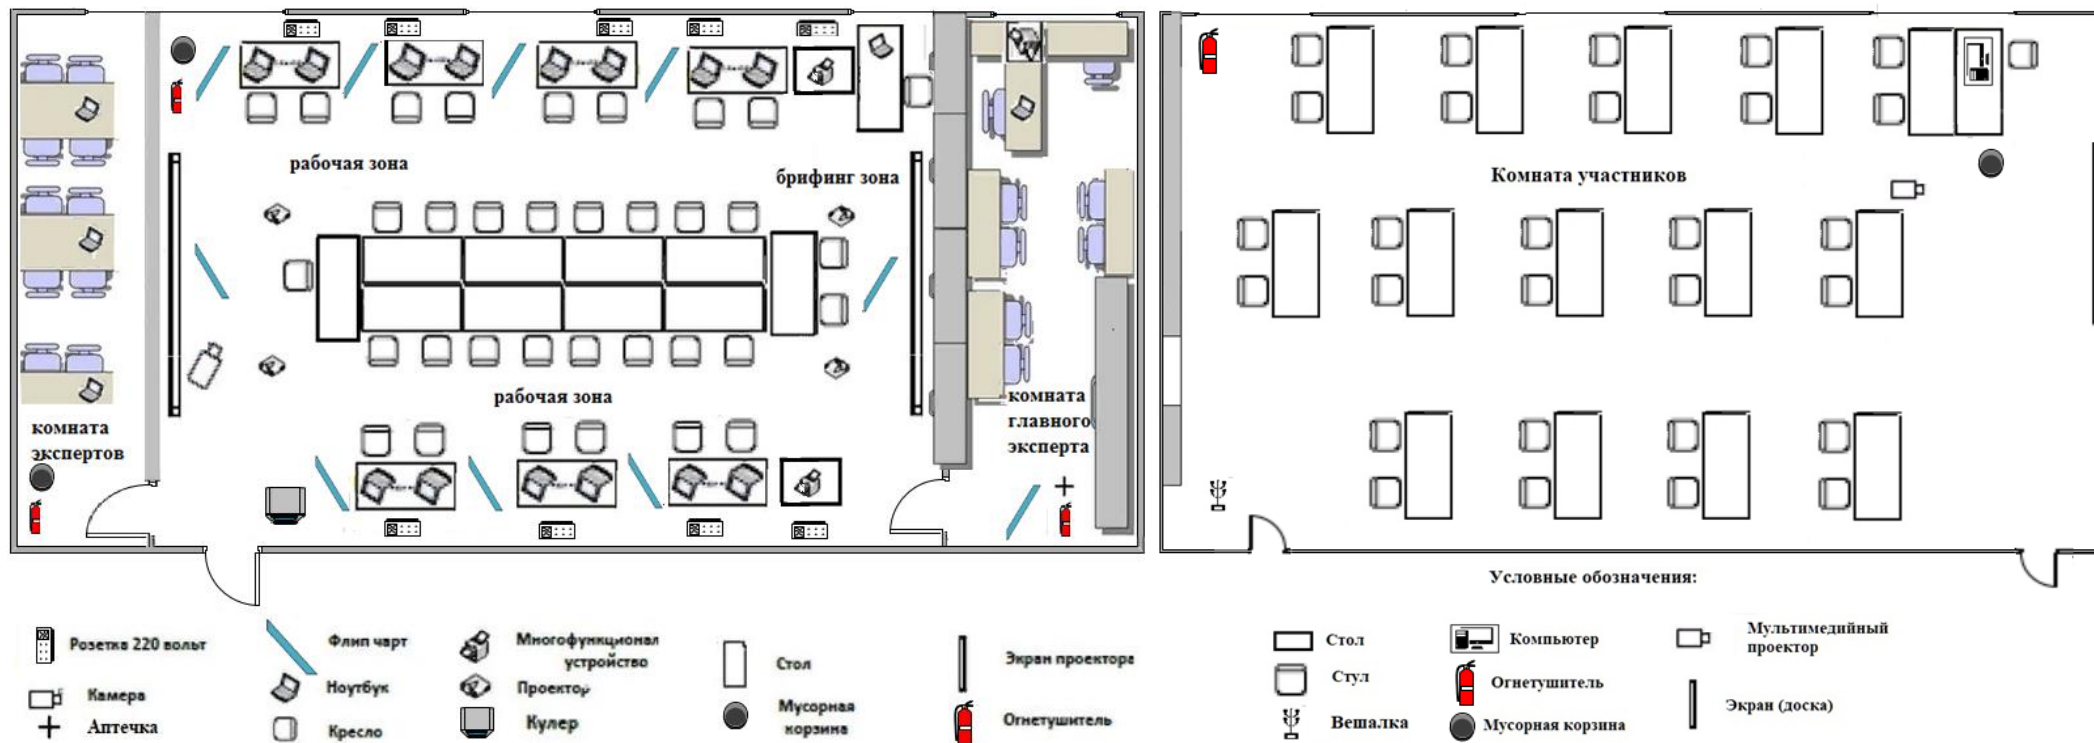 рабочая зона
брифинг зона
Комната участников
рабочая зона
комната
главного
эксперта
комната
экспертов
Условные обозначения:
Розетка 220 вольт
Флип чарт
Многофункционал
устройство
Стол
Экран проектора
Камера
Ноутбук
Проектор
Мусорная
корзина
Огнетушитель
Аптечка
Кресло
Кулер
Стол
Компьютер
Мультимедийный
проектор
Стул
Огнетушитель
Экран (доска)
Вешалка
Мусорная корзина